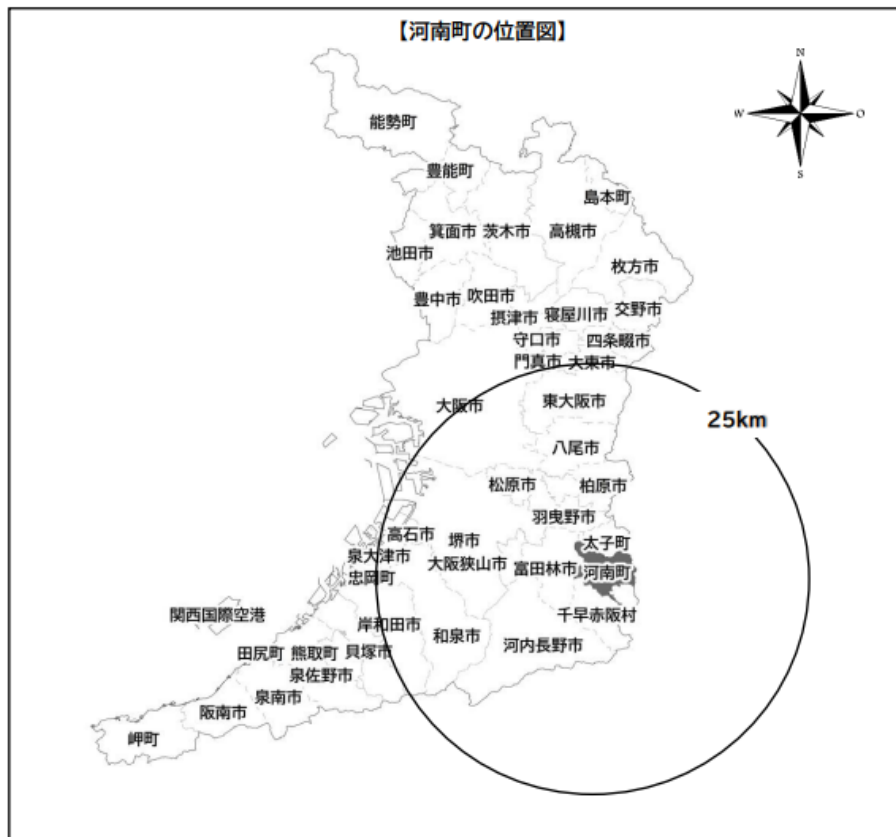 【河南町の位置図】
N
W
O
S
能勢町
豊能町
島本町
箕面市
茨木市
高槻市
池田市
枚方市
豊中市
吹田市
摂津市
寝屋川市
交野市
守口市
四条畷市
門真市
大東市
大阪市
東大阪市
25km
八尾市
松原市
柏原市
羽曳野市
高石市
堺市
太子町
泉大津市
大阪狭山市
富田林市
河南町
忠岡町
関西国際空港
千早赤阪村
岸和田市
和泉市
河内長野市
田尻町
熊取町
貝塚市
泉佐野市
泉南市
阪南市
岬町